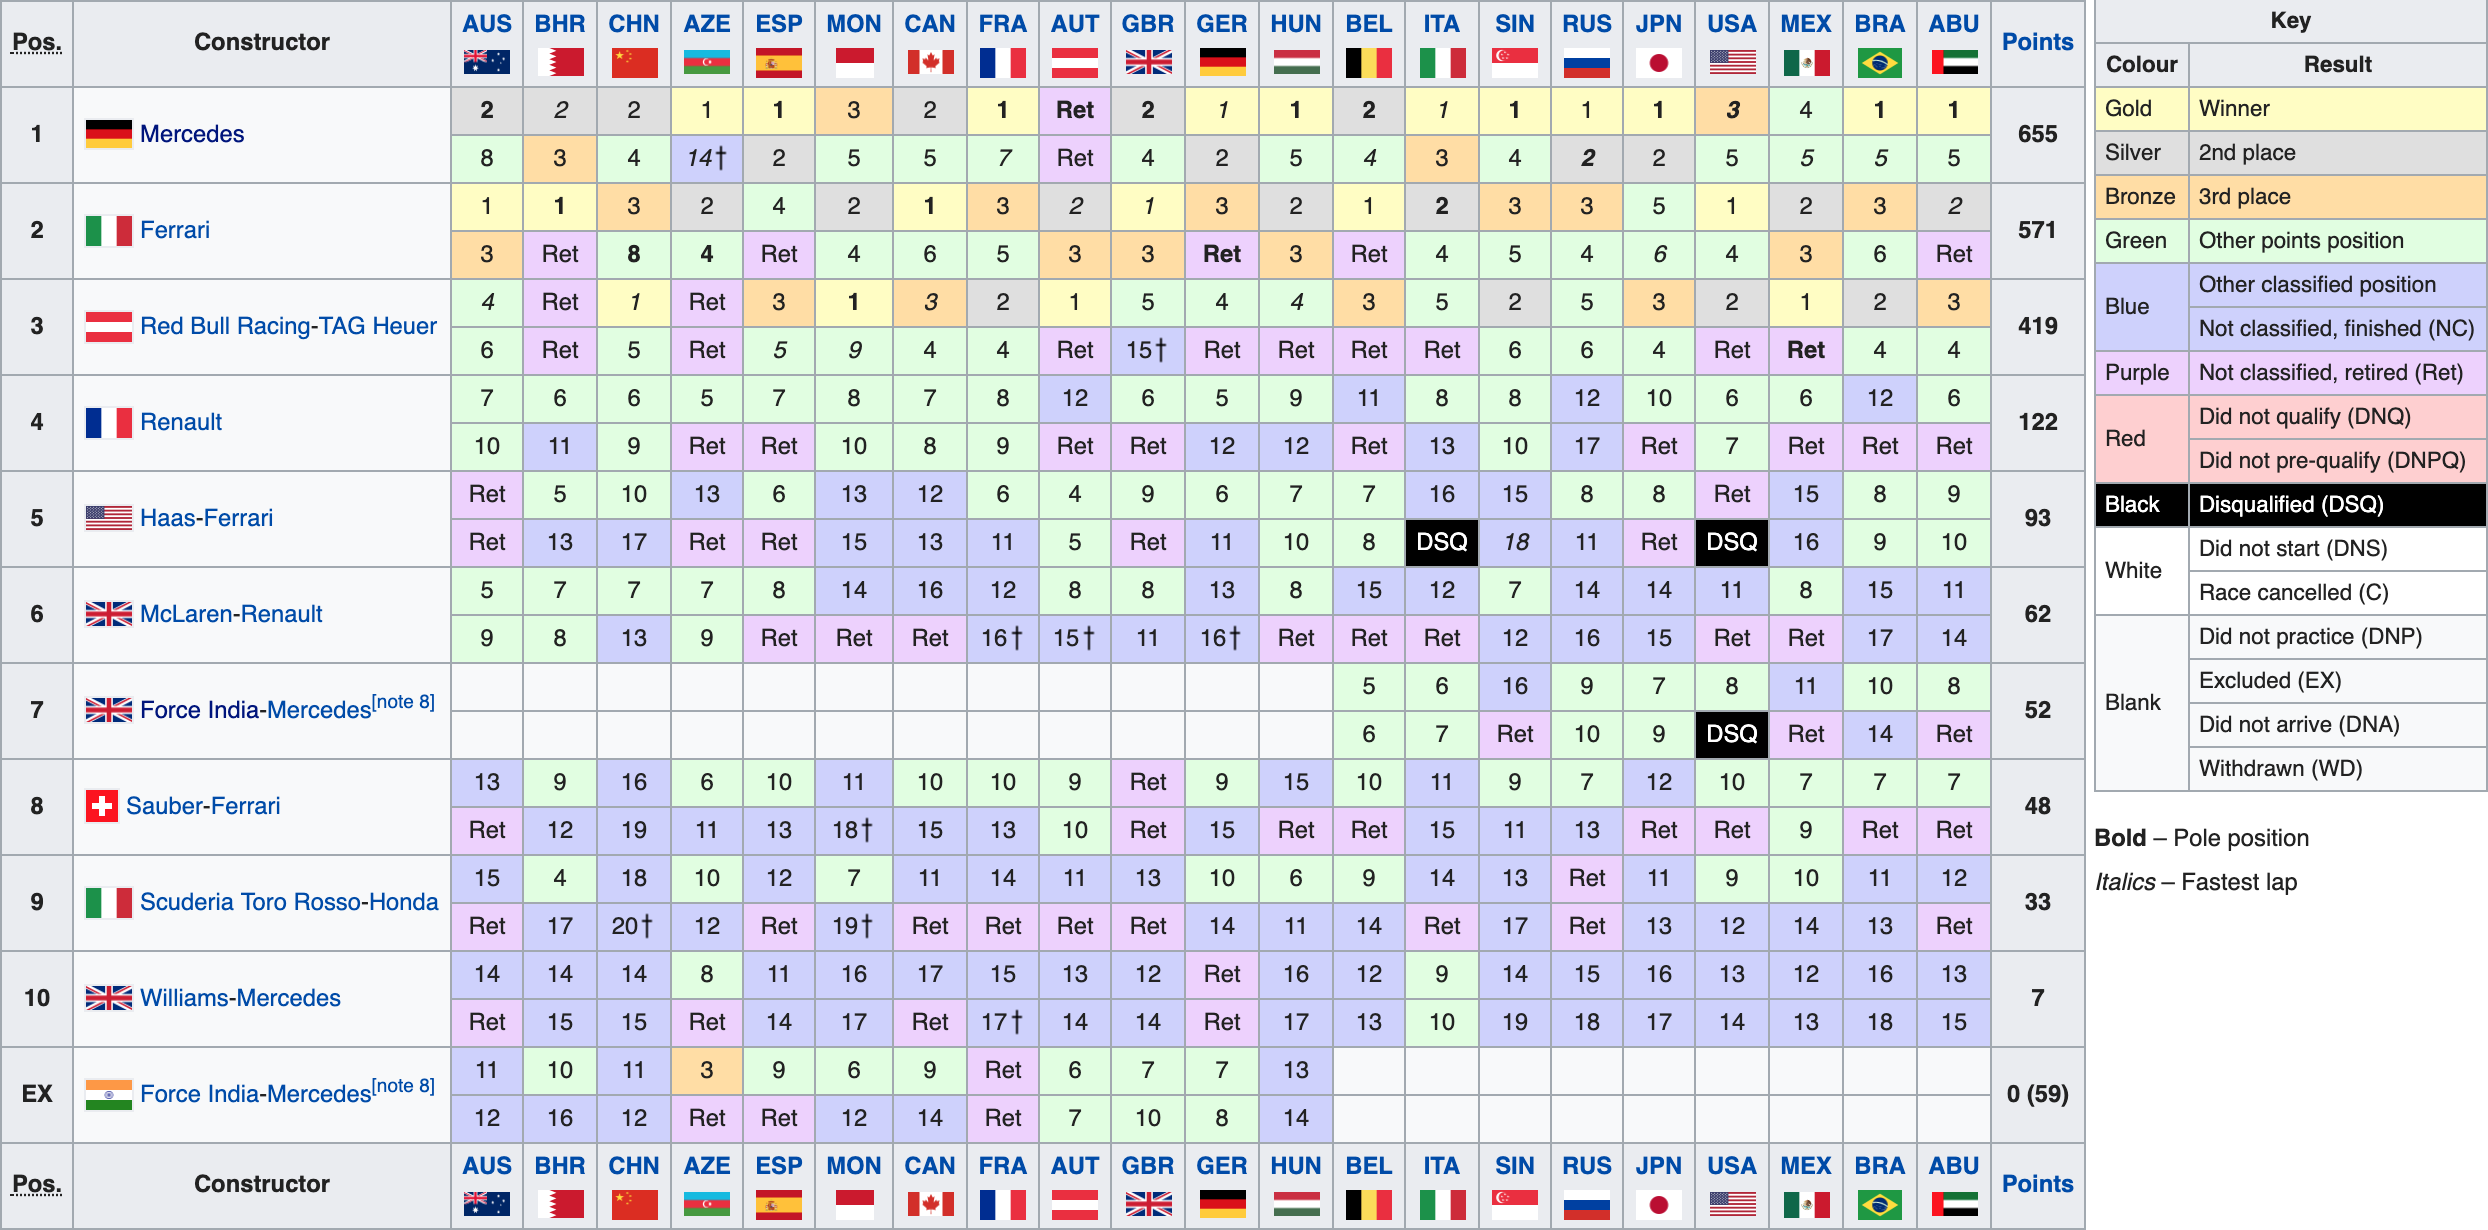 Pos. Constructor AUS BHR CHN AZE ESP MON CAN FRA AUT GBR GER HUN BEL ITA SIN RUS JPN USA MEX BRA ABU Points
1 Mercedes 655
2 2 2 1 1 3 2 1 Ret 2 1 1 2 1 1 1 1 3 4 1 1
8 3 4 14† 2 5 5 7 Ret 4 2 5 4 3 4 2 2 5 5 5 5
2 Ferrari 571
1 1 3 2 4 2 1 3 2 1 3 2 1 2 3 3 5 1 2 3 2
3 Ret 8 4 Ret 4 6 5 3 3 Ret 3 Ret 4 5 4 6 4 3 6 Ret
3 Red Bull Racing-TAG Heuer 419
4 Ret 1 Ret 3 1 3 2 1 5 4 4 3 5 2 5 3 2 1 2 3
6 Ret 5 Ret 5 9 4 4 Ret 15† Ret Ret Ret Ret 6 6 4 Ret Ret 4 4
4 Renault 122
7 6 6 5 7 8 7 8 12 6 5 9 11 8 8 12 10 6 6 12 6
10 11 9 Ret Ret 10 8 9 Ret Ret 12 12 Ret 13 10 17 Ret 7 Ret Ret Ret
5 Haas-Ferrari 93
Ret 5 10 13 6 13 12 6 4 9 6 7 7 16 15 8 8 Ret 15 8 9
Ret 13 17 Ret Ret 15 13 11 5 Ret 11 10 8 DSQ 18 11 Ret DSQ 16 9 10
6 McLaren-Renault 62
5 7 7 7 8 14 16 12 8 8 13 8 15 12 7 14 14 11 8 15 11
9 8 13 9 Ret Ret Ret 16† 15† 11 16† Ret Ret Ret 12 16 15 Ret Ret 17 14
7 Force India-Mercedes[note 8] 52
5 6 16 9 7 8 11 10 8
6 7 Ret 10 9 DSQ Ret 14 Ret
8 Sauber-Ferrari 48
13 9 16 6 10 11 10 10 9 Ret 9 15 10 11 9 7 12 10 7 7 7
Ret 12 19 11 13 18† 15 13 10 Ret 15 Ret Ret 15 11 13 Ret Ret 9 Ret Ret
9 Scuderia Toro Rosso-Honda 33
15 4 18 10 12 7 11 14 11 13 10 6 9 14 13 Ret 11 9 10 11 12
Ret 17 20† 12 Ret 19† Ret Ret Ret Ret 14 11 14 Ret 17 Ret 13 12 14 13 Ret
10 Williams-Mercedes 7
14 14 14 8 11 16 17 15 13 12 Ret 16 12 9 14 15 16 13 12 16 13
Ret 15 15 Ret 14 17 Ret 17† 14 14 Ret 17 13 10 19 18 17 14 13 18 15
EX Force India-Mercedes[note 8] 0 (59)
11 10 11 3 9 6 9 Ret 6 7 7 13
12 16 12 Ret Ret 12 14 Ret 7 10 8 14
Pos. Constructor AUS BHR CHN AZE ESP MON CAN FRA AUT GBR GER HUN BEL ITA SIN RUS JPN USA MEX BRA ABU Points
Key
Colour Result
Gold Winner
Silver 2nd place
Bronze 3rd place
Green Other points position
Blue Other classified position
Not classified, finished (NC)
Purple Not classified, retired (Ret)
Red Did not qualify (DNQ)
Did not pre-qualify (DNPQ)
Black Disqualified (DSQ)
White Did not start (DNS)
Race cancelled (C)
Blank Did not practice (DNP)
Excluded (EX)
Did not arrive (DNA)
Withdrawn (WD)
Bold – Pole position
Italics – Fastest lap